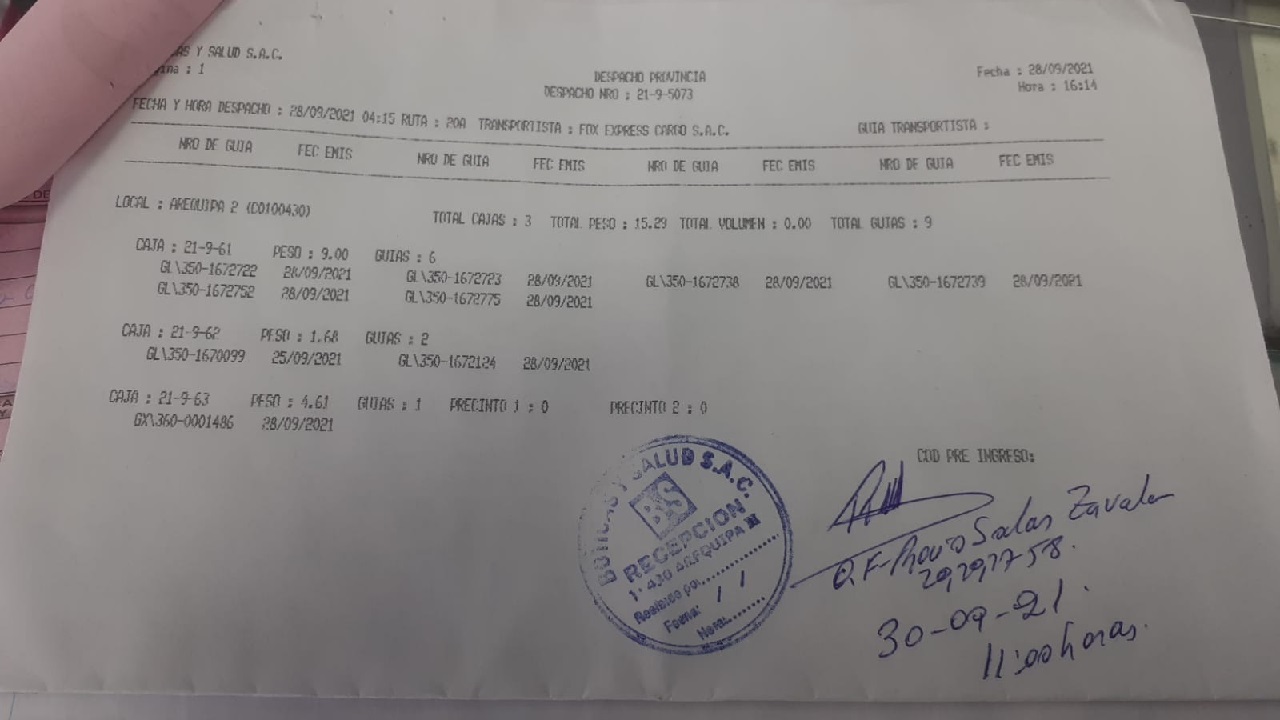 Y SALUD S.A.C.
: 1
DESPACHO PROVINCIA
DESPACHO NRO : 21-9-5073
Fecha : 28/09/2021
Hora : 16:14
FECHA Y HORA DESPACHO : 28/09/2021 04:15 RUTA : 20A TRANSPORTISTA : FOX EXPRESS CARGO S.A.C. GUIA TRANSPORTISTA :
NRO DE GUIA FEC EMIS NRO DE GUIA FEC EMIS NRO DE GUIA FEC EMIS NRO DE GUIA FEC EMIS
LOCAL : AREQUIPA 2 (C0100430) TOTAL CAJAS : 3 TOTAL PESO : 15.29 TOTAL VOLUMEN : 0.00 TOTAL GUIAS : 9
CAJA : 21-9-61 PESO : 9.00 GUIAS : 6
GL\350-1672722 28/09/2021 GL\350-1672723 28/09/2021 GL\350-1672738 28/09/2021 GL\350-1672739 28/09/2021
GL\350-1672752 28/09/2021 GL\350-1672775 28/09/2021
CAJA : 21-9-62 PESO : 1.68 GUIAS : 2
GL\350-1670099 25/09/2021 GL\350-1672124 28/09/2021
CAJA : 21-9-63 PESO : 4.61 GUIAS : 1 PRECINTO 1 : 0 PRECINTO 2 : 0
GX\360-0001486 28/09/2021
COD PRE INGRESO:
BOTICAS Y SALUD S.A.C.
BS
RECEPCION
1° 430 AREQUIPA II
Recibido por
Fecha: / /
Hora:
Q.F. Salas Zavala
30-09-21.
11:00 horas.